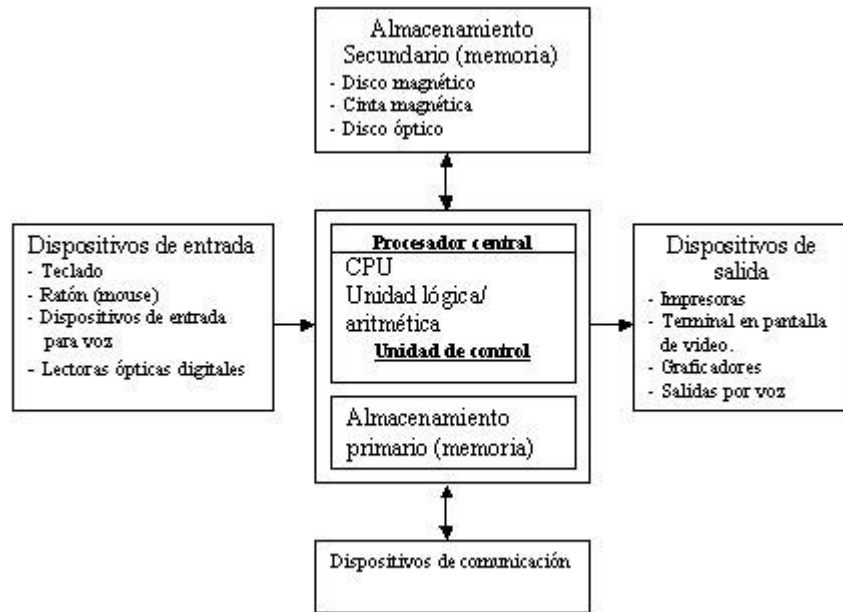 Almacenamiento
Secundario (memoria)
- Disco magnético
- Cinta magnética
- Disco óptico
Dispositivos de entrada
- Teclado
- Ratón (mouse)
- Dispositivos de entrada
para voz
- Lectoras ópticas digitales
Procesador central
CPU
Unidad lógica/
aritmética
Unidad de control
Almacenamiento
primario (memoria)
Dispositivos de
salida
- Impresoras
- Terminal en pantalla
de video.
- Graficadores
- Salidas por voz
Dispositivos de comunicación